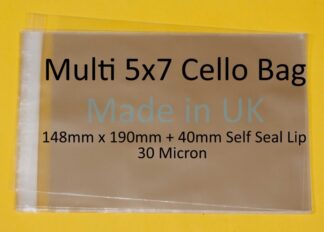 Multi 5x7 Cello Bag
Made in UK
148mm x 190mm + 40mm Self Seal Lip
30 Micron